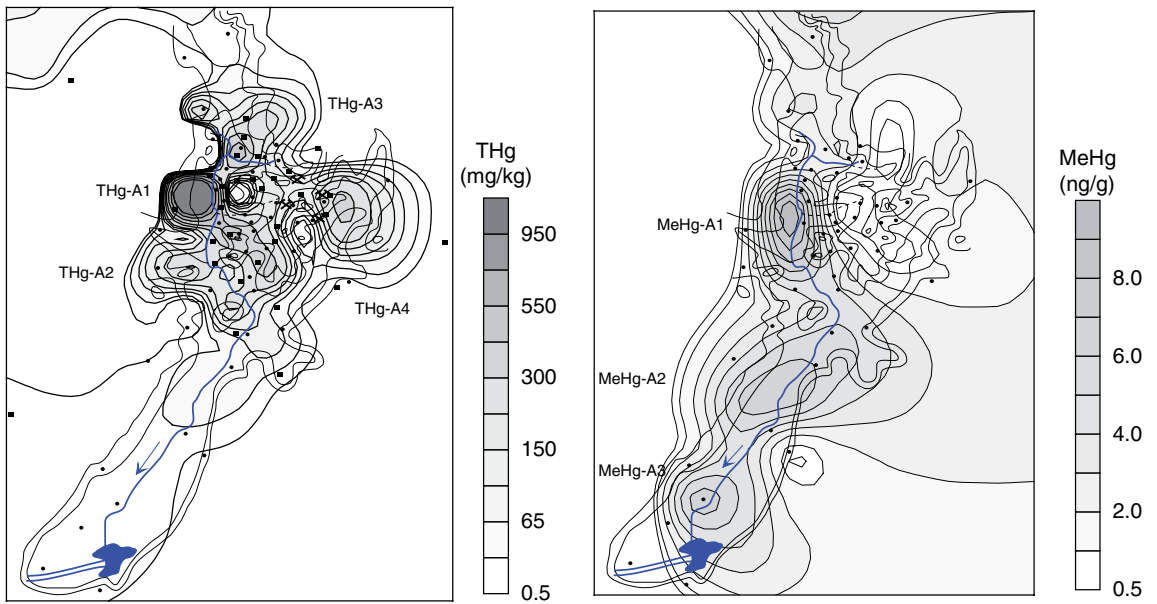 THg-A3
THg-A1
THg-A2
THg-A4
THg
(mg/kg)
950
550
300
150
65
0.5
MeHg-A1
MeHg-A2
MeHg-A3
MeHg
(ng/g)
8.0
6.0
4.0
2.0
0.5